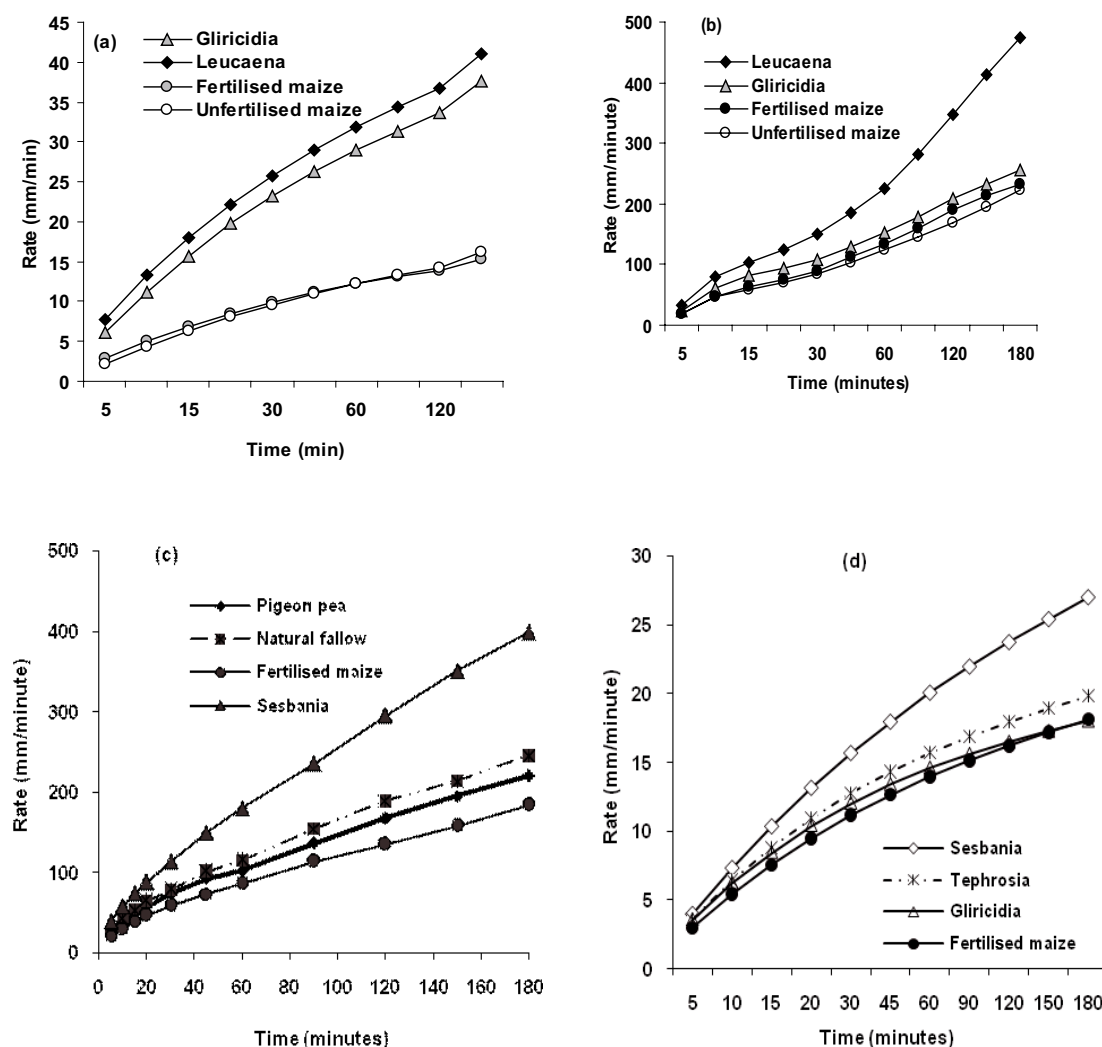 (a)
Gliricidia
Leucaena
Fertilised maize
Unfertilised maize
Rate (mm/min)
45
40
35
30
25
20
15
10
5
0
5 15 30 60 120
Time (min)
(b)
Leucaena
Gliricidia
Fertilised maize
Unfertilised maize
Rate (mm/minute)
500
400
300
200
100
0
5 15 30 60 120 180
Time (minutes)
(c)
Pigeon pea
Natural fallow
Fertilised maize
Sesbania
Rate (mm/minute)
500
400
300
200
100
0
0 20 40 60 80 100 120 140 160 180
Time (minutes)
(d)
Sesbania
Tephrosia
Gliricidia
Fertilised maize
Rate (mm/minute)
30
25
20
15
10
5
0
5 10 15 20 30 45 60 90 120 150 180
Time (minutes)